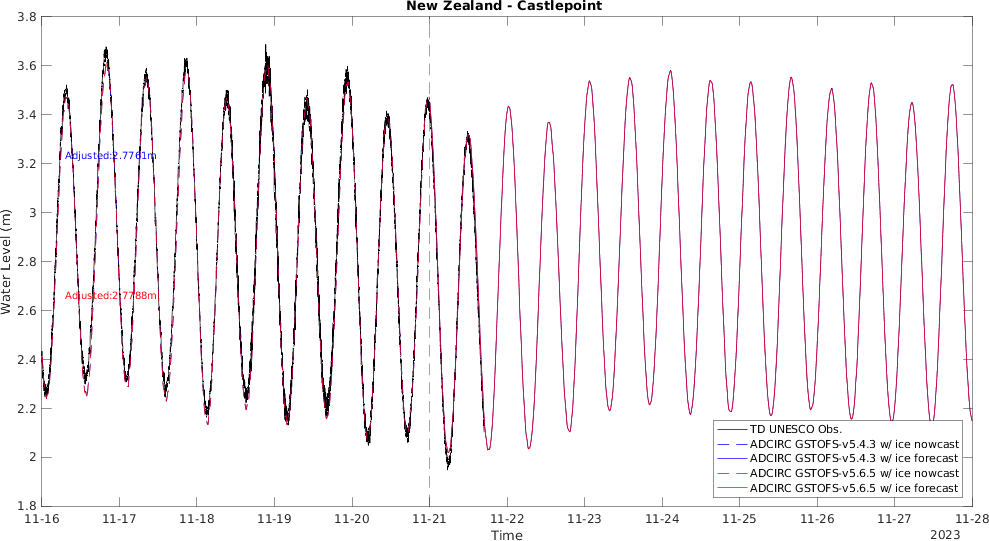 New Zealand - Castlepoint
3.8
3.6
3.4
3.2
3
2.8
2.6
2.4
2.2
2
1.8
Water Level (m)
Adjusted:2.7761m
Adjusted:2.7788m
TD UNESCO Obs.
ADCIRC GSTOFS-v5.4.3 w/ ice nowcast
ADCIRC GSTOFS-v5.4.3 w/ ice forecast
ADCIRC GSTOFS-v5.6.5 w/ ice nowcast
ADCIRC GSTOFS-v5.6.5 w/ ice forecast
11-16 11-17 11-18 11-19 11-20 11-21 11-22 11-23 11-24 11-25 11-26 11-27 11-28
Time
2023